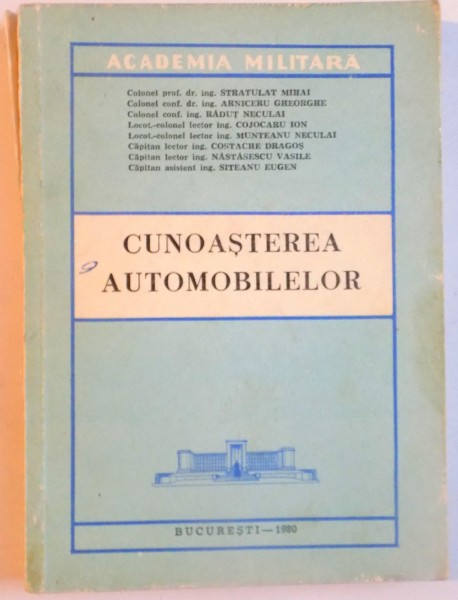 ACADEMIA MILITARĂ
Colonel prof. dr. ing. STRATULAT MIHAI
Colonel conf. dr. ing. ARNICERU GHEORGHE
Colonel conf. ing. RĂDUȚ NECULAI
Locot.-colonel lector ing. COJOCARU ION
Locot.-colonel lector ing. MUNTEANU NECULAI
Căpitan lector ing. COSTACHE DRAGOȘ
Căpitan lector ing. NĂSTĂSESCU VASILE
Căpitan asistent ing. SITEANU EUGEN
CUNOAȘTEREA
AUTOMOBILELOR
BUCUREȘTI — 1980